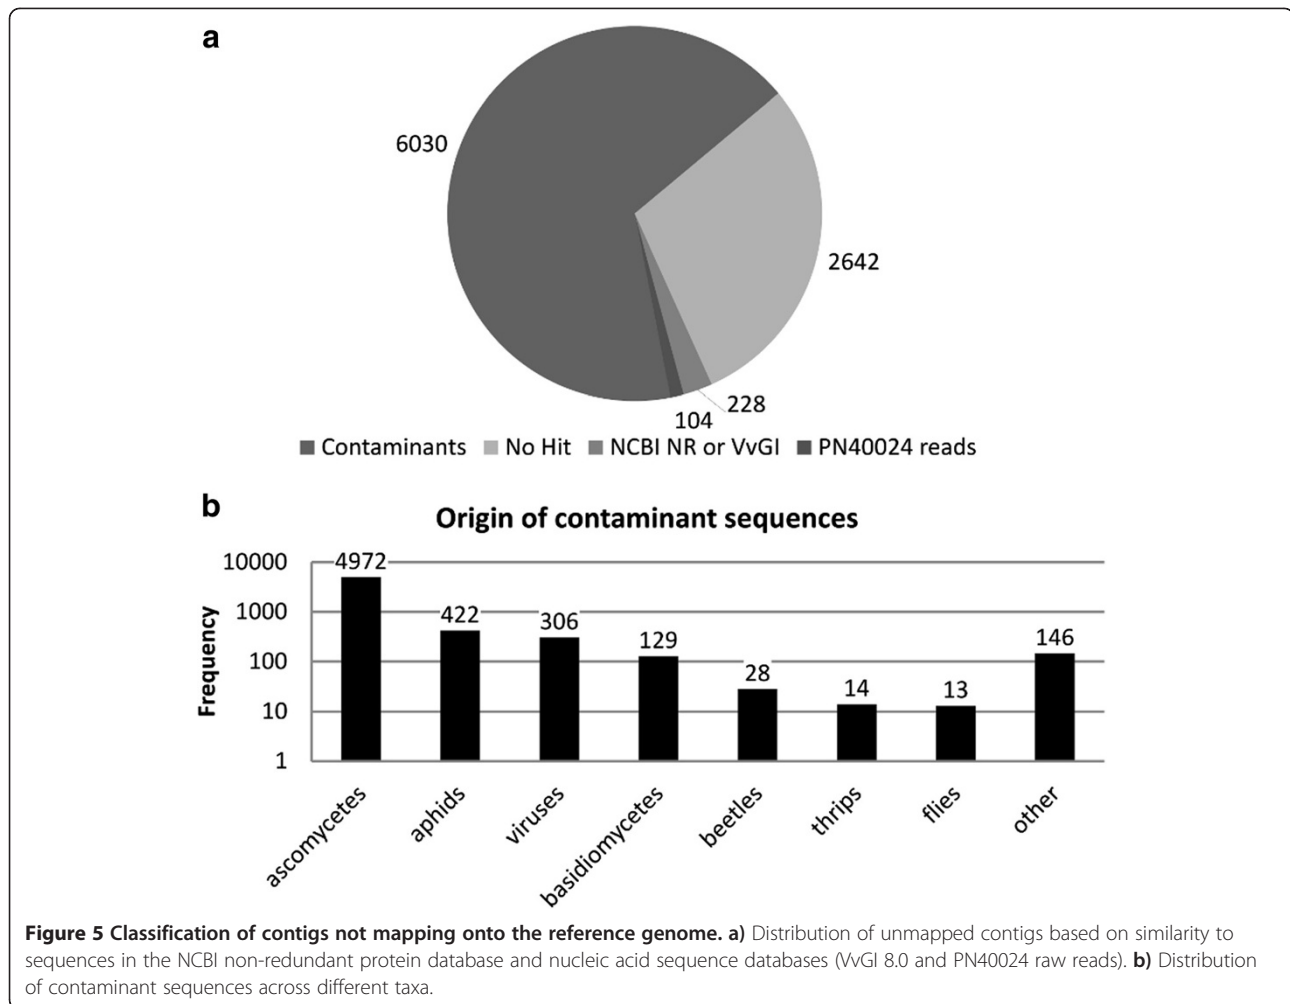 a
6030
2642
228
104
Contaminants No Hit NCBI NR or VvGI PN40024 reads
b
Origin of contaminant sequences
Frequency
10000
1000
100
10
1
4972
422
306
129
28
14
13
146
ascomycetes
aphids
viruses
basidiomycetes
beetles
thrips
flies
other
Figure 5 Classification of contigs not mapping onto the reference genome. a) Distribution of unmapped contigs based on similarity to
sequences in the NCBI non-redundant protein database and nucleic acid sequence databases (VvGI 8.0 and PN40024 raw reads). b) Distribution
of contaminant sequences across different taxa.